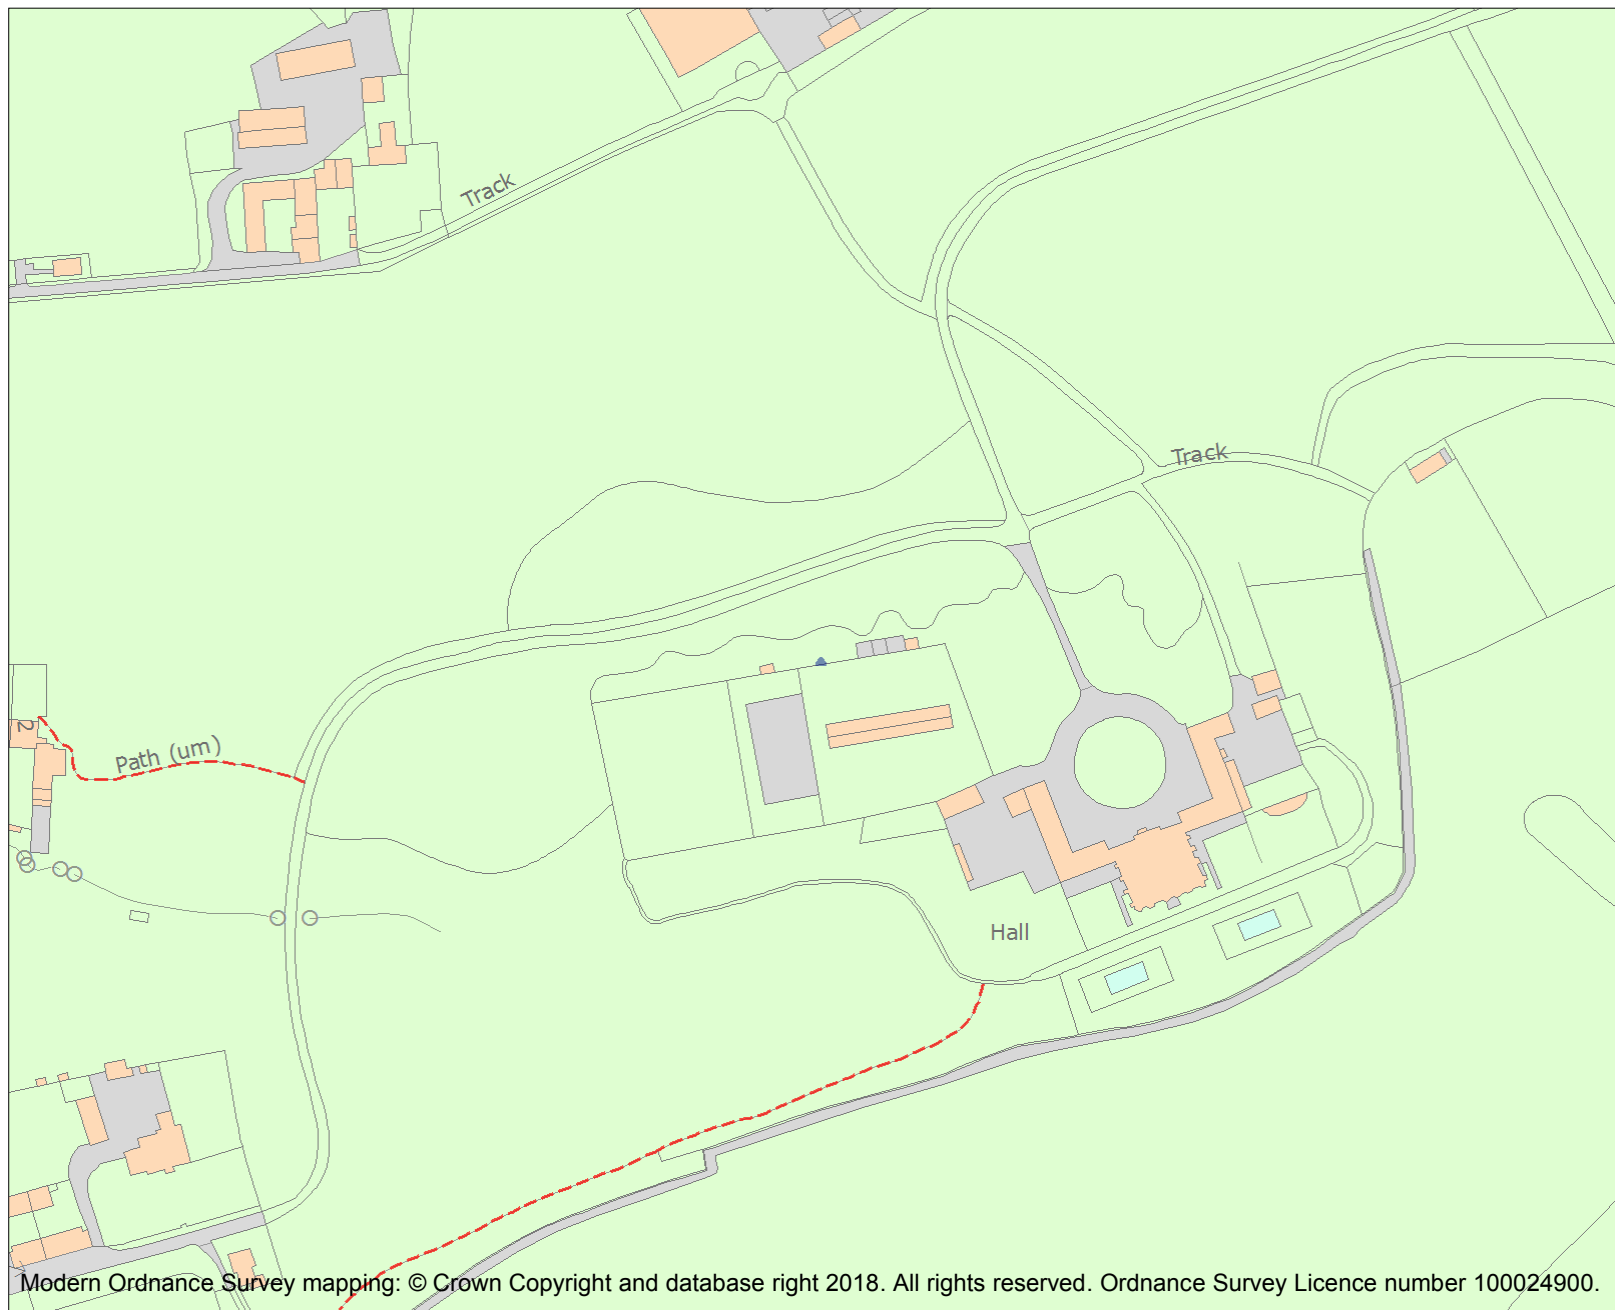 Track
Track
2
Path (um)
Hall
Modern Ordnance Survey mapping: © Crown Copyright and database right 2018. All rights reserved. Ordnance Survey Licence number 100024900.